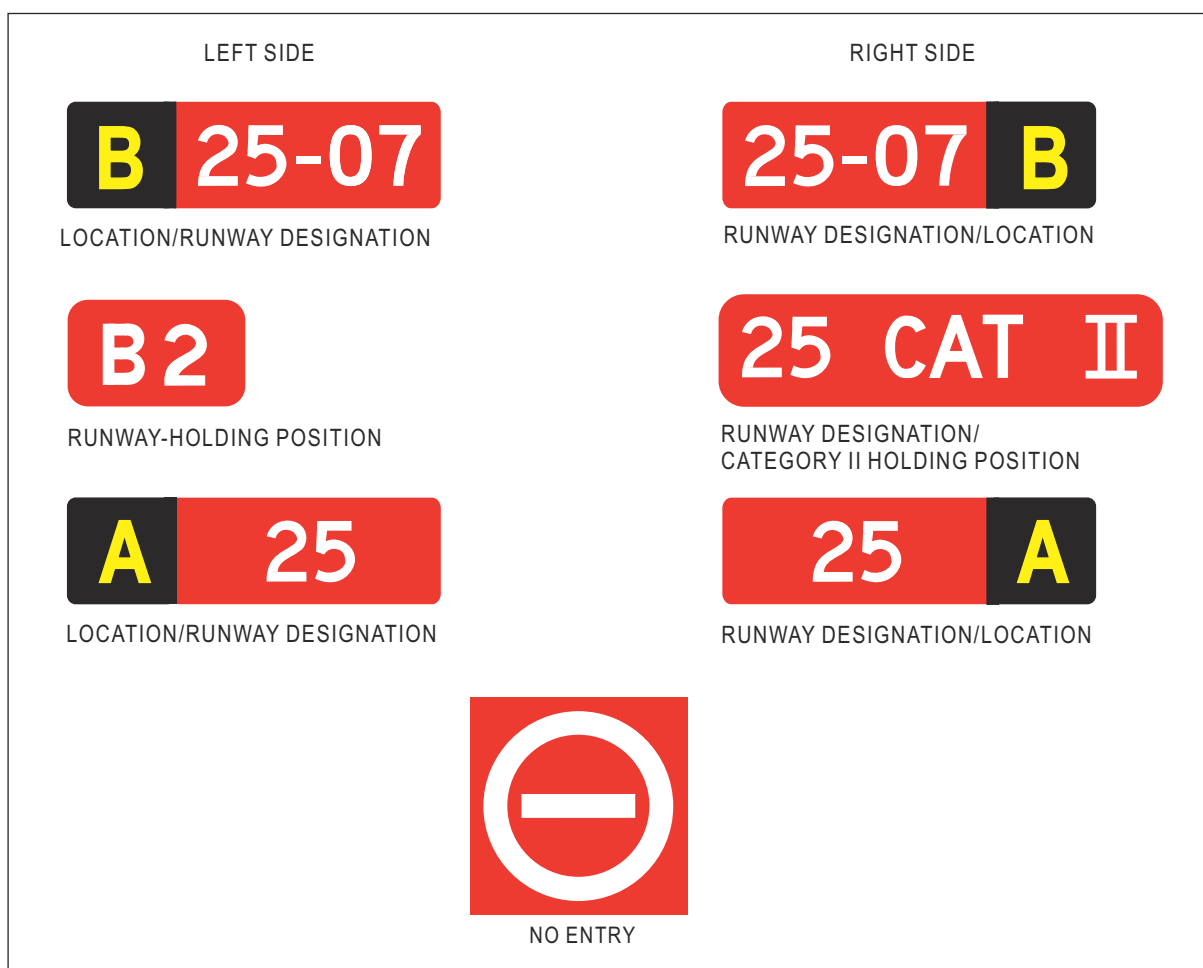 LEFT SIDE
RIGHT SIDE
B 25-07
25-07 B
LOCATION/RUNWAY DESIGNATION
RUNWAY DESIGNATION/LOCATION
B2
25 CAT II
RUNWAY-HOLDING POSITION
RUNWAY DESIGNATION/
CATEGORY II HOLDING POSITION
A 25
25 A
LOCATION/RUNWAY DESIGNATION
RUNWAY DESIGNATION/LOCATION
NO ENTRY